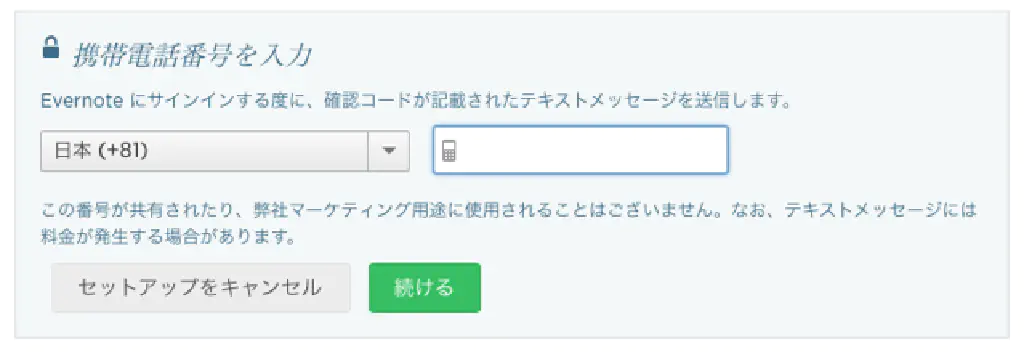 携帯電話番号を入力
Evernote にサインインする度に、確認コードが記載されたテキストメッセージを送信します。
日本 (+81)
この番号が共有されたり、弊社マーケティング用途に使用されることはございません。なお、テキストメッセージには
料金が発生する場合があります。
セットアップをキャンセル 続ける